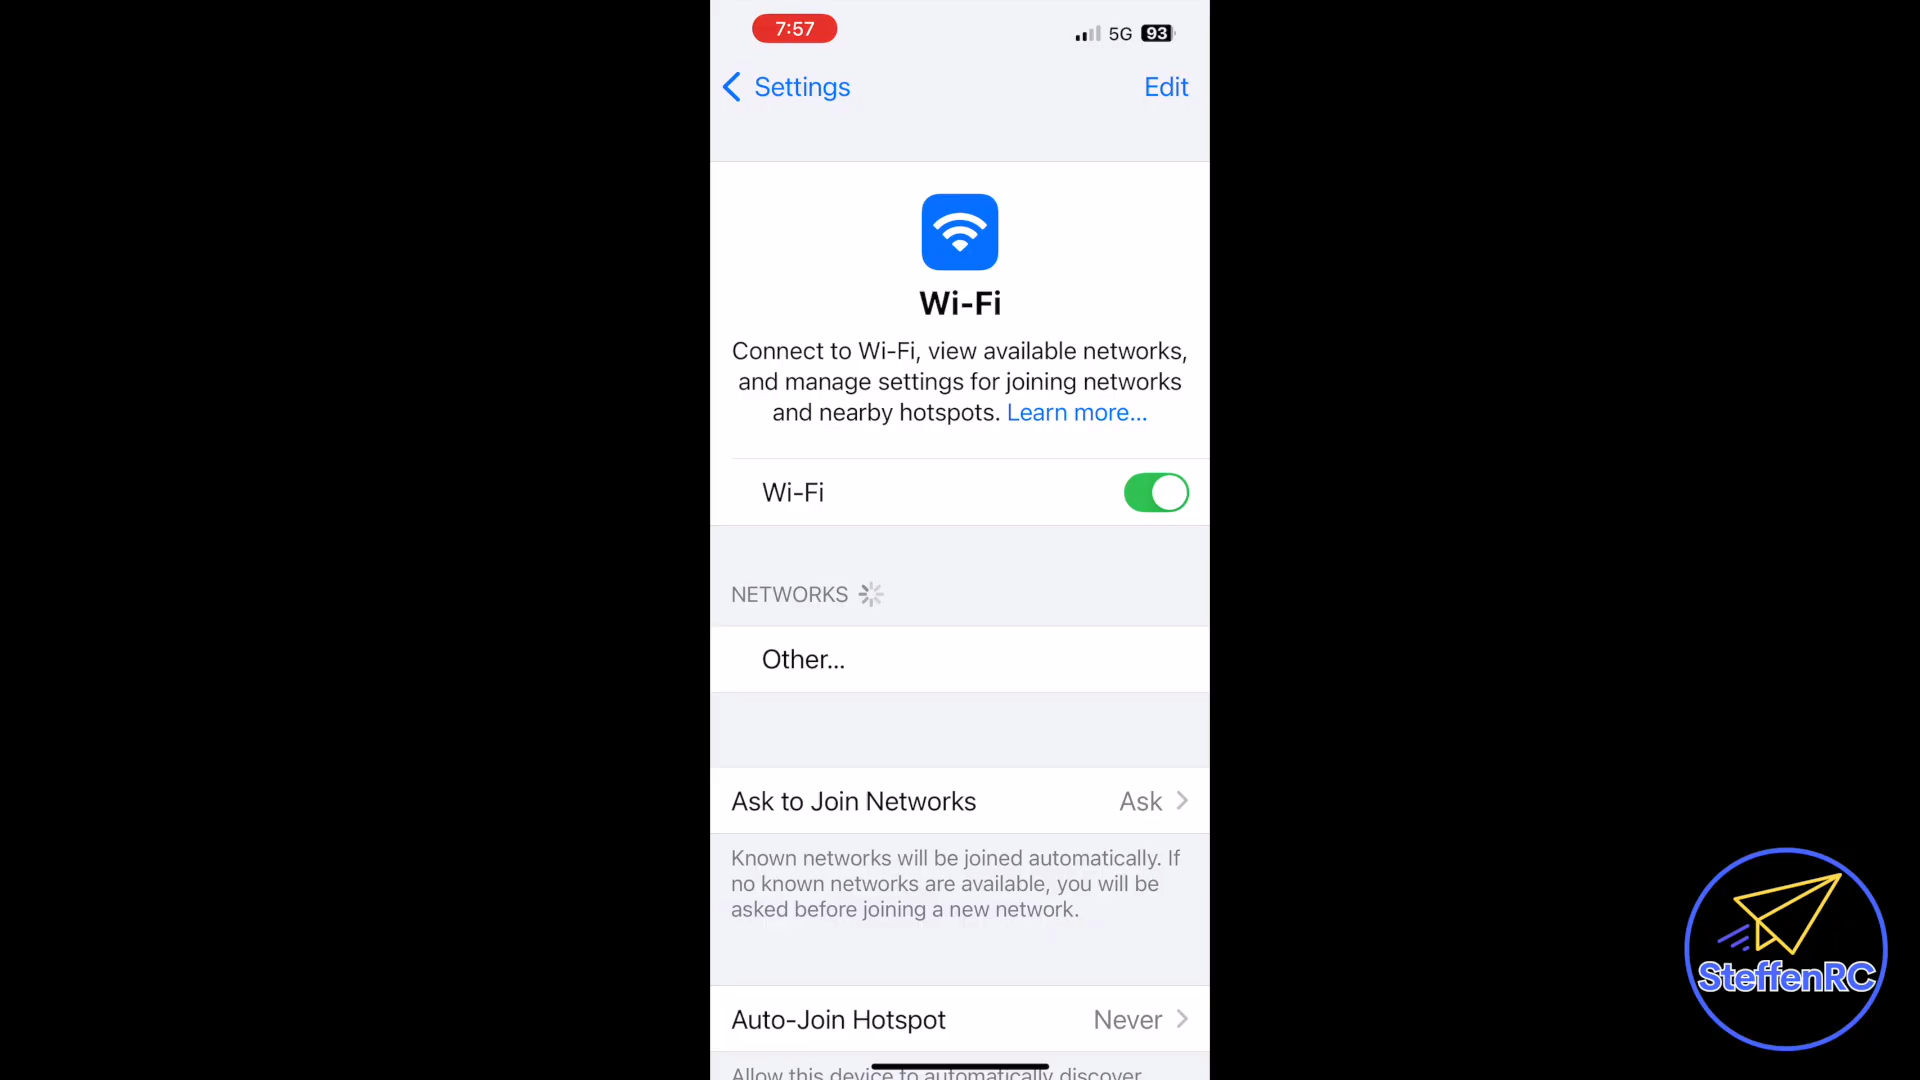 7:57
5G 93
Settings
Edit
Wi-Fi
Connect to Wi-Fi, view available networks,
and manage settings for joining networks
and nearby hotspots. Learn more...
Wi-Fi
NETWORKS
Other...
Ask to Join Networks
Ask
Known networks will be joined automatically. If
no known networks are available, you will be
asked before joining a new network.
Auto-Join Hotspot
Never
Allow this device to automatically discover
SteffenRC